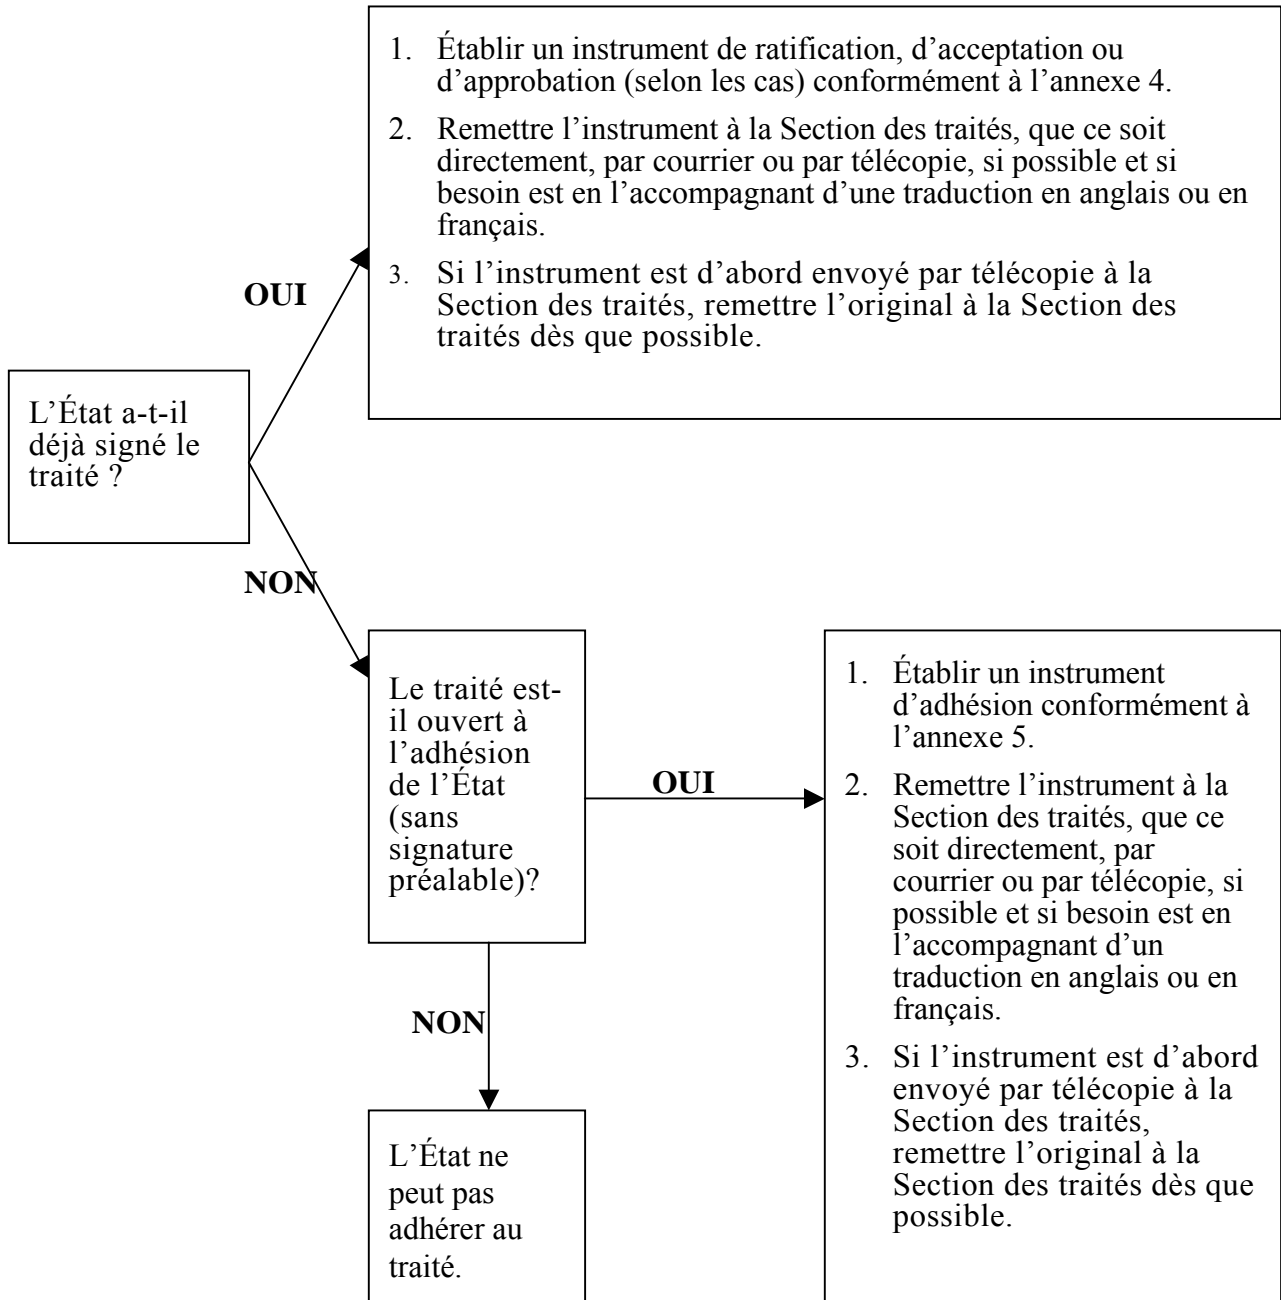 1. Établir un instrument de ratification, d’acceptation ou
d’approbation (selon les cas) conformément à l’annexe 4.
2. Remettre l’instrument à la Section des traités, que ce soit
directement, par courrier ou par télécopie, si possible et si
besoin est en l’accompagnant d’une traduction en anglais ou en
français.
3. Si l’instrument est d’abord envoyé par télécopie à la
Section des traités, remettre l’original à la Section des
traités dès que possible.
OUI
L’État a-t-il
déjà signé le
traité ?
NON
Le traité est-
il ouvert à
l’adhésion
de l’État
(sans
signature
préalable)?
OUI
1. Établir un instrument
d’adhésion conformément à
l’annexe 5.
2. Remettre l’instrument à la
Section des traités, que ce
soit directement, par
courrier ou par télécopie, si
possible et si besoin est en
l’accompagnant d’un
traduction en anglais ou en
français.
3. Si l’instrument est d’abord
envoyé par télécopie à la
Section des traités,
remettre l’original à la
Section des traités dès que
possible.
NON
L’État ne
peut pas
adhérer au
traité.